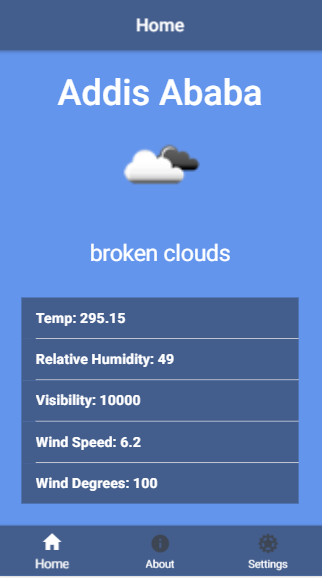 Home
Addis Ababa
broken clouds
Temp: 295.15
Relative Humidity: 49
Visibility: 10000
Wind Speed: 6.2
Wind Degrees: 100
Home
About
Settings